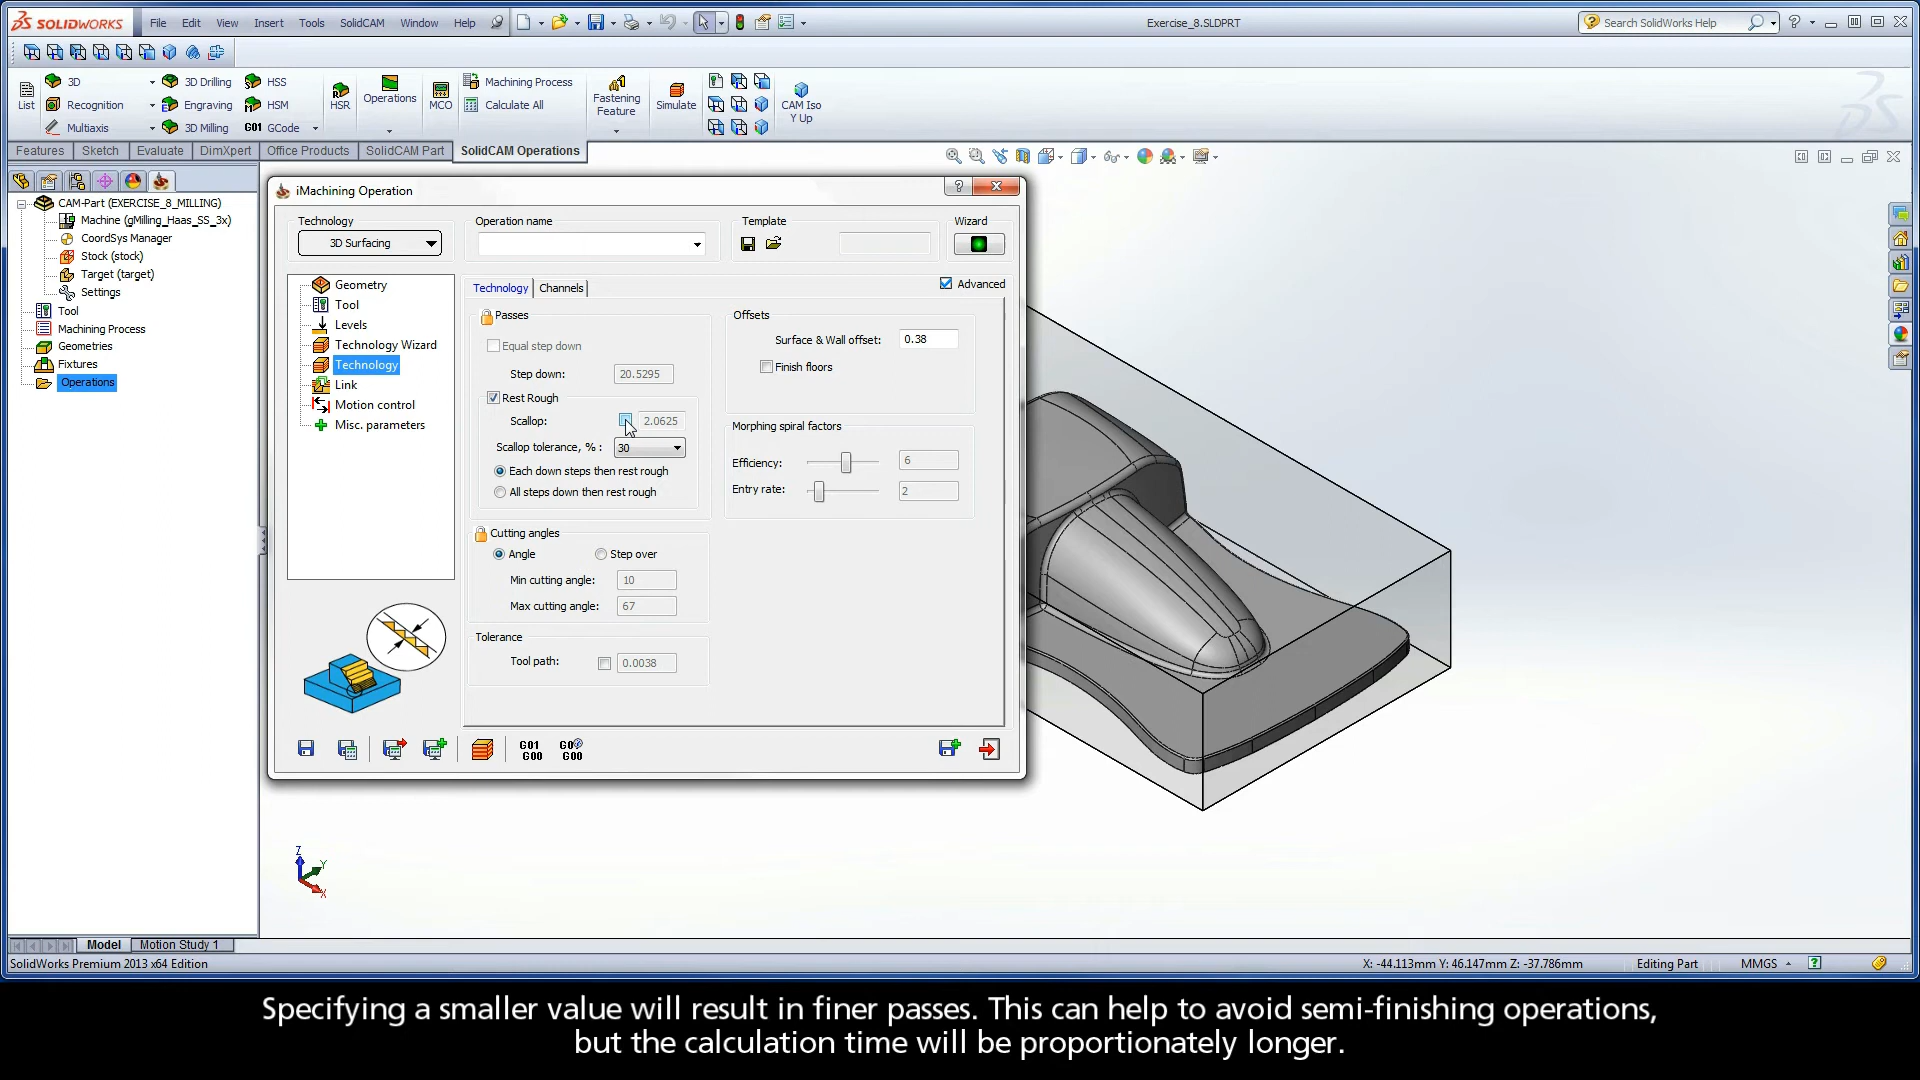 SOLIDWORKS File Edit View Insert Tools SolidCAM Window Help Exercise_8.SLDPRT Search SolidWorks Help
List 3D 3D Drilling HSS HSR Operations MCO Machining Process Fastening Feature Simulate CAM Iso Y Up
Recognition Engraving HSM Calculate All
Multiaxis 3D Milling G01 GCode
Features Sketch Evaluate DimXpert Office Products SolidCAM Part SolidCAM Operations
CAM-Part (EXERCISE_8_MILLING)
Machine (gMilling_Haas_SS_3x)
CoordSys Manager
Stock (stock)
Target (target)
Settings
Tool
Machining Process
Geometries
Fixtures
Operations
iMachining Operation
Technology Operation name Template Wizard
3D Surfacing
Geometry
Tool
Levels
Technology Wizard
Technology
Link
Motion control
Misc. parameters
Technology Channels Advanced
Passes
Equal step down
Step down: 20.5295
Rest Rough
Scallop: 2.0625
Scallop tolerance, % : 30
Each down steps then rest rough
All steps down then rest rough
Cutting angles
Angle Step over
Min cutting angle: 10
Max cutting angle: 67
Tolerance
Tool path: 0.0038
Offsets
Surface & Wall offset: 0.38
Finish floors
Morphing spiral factors
Efficiency: 6
Entry rate: 2
G01 G00
G0 G00
Z Y X
Model Motion Study 1
SolidWorks Premium 2013 x64 Edition X: -44.113mm Y: 46.147mm Z: -37.786mm Editing Part MMGS
Specifying a smaller value will result in finer passes. This can help to avoid semi-finishing operations,
but the calculation time will be proportionately longer.